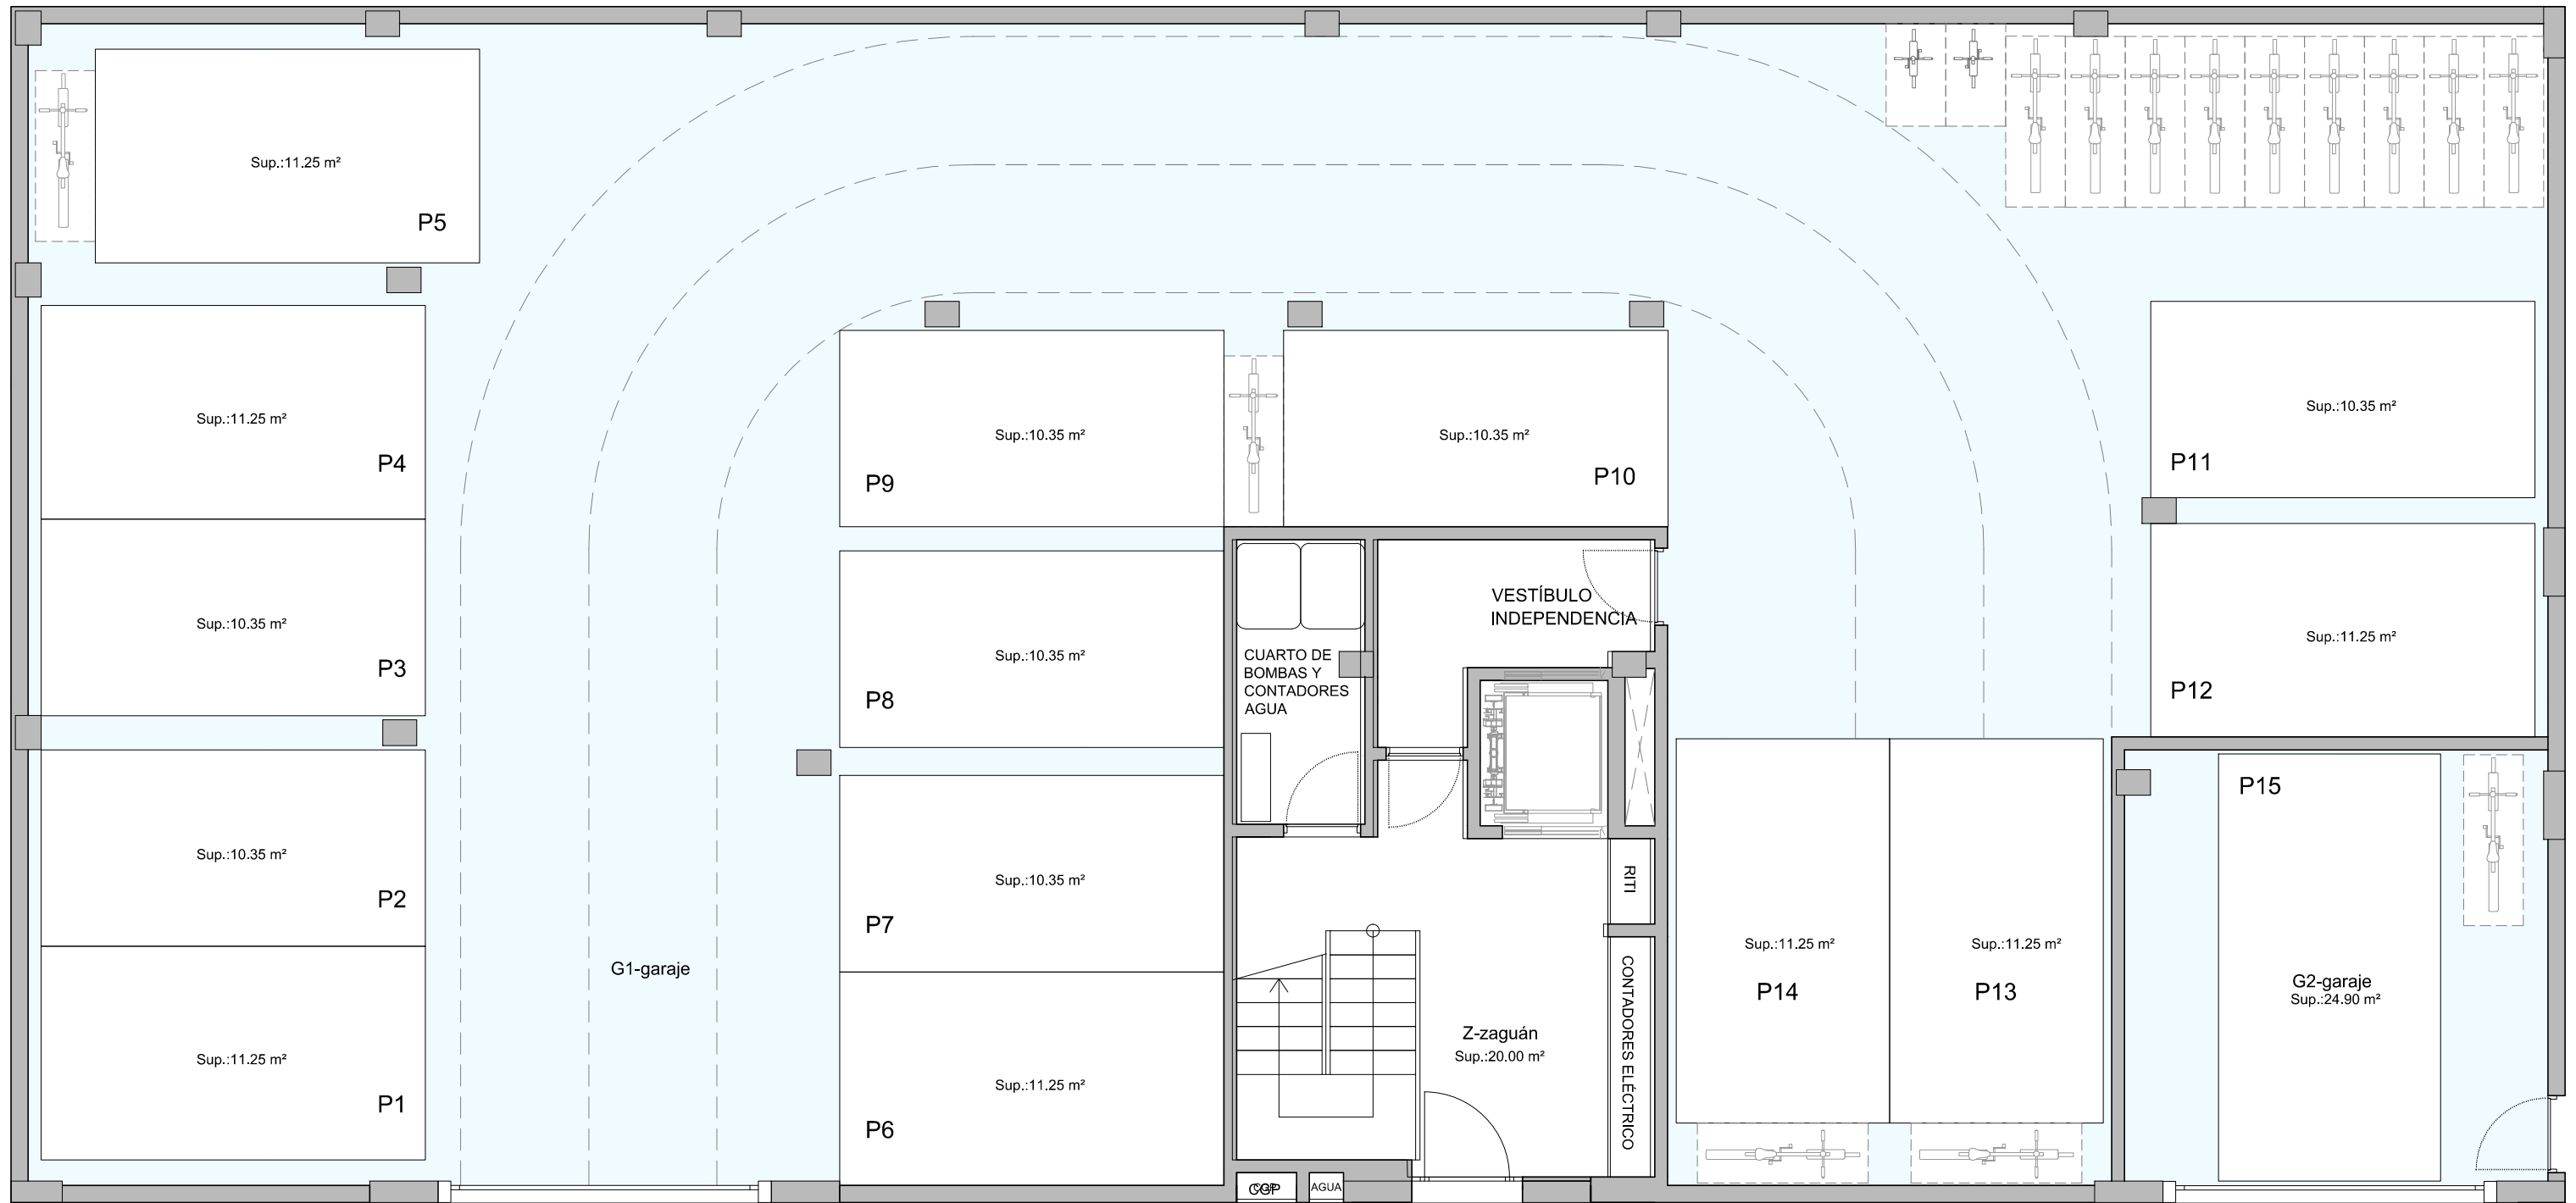 Sup.:11.25 m²
P5
Sup.:11.25 m²
P4
Sup.:10.35 m²
P3
Sup.:10.35 m²
P2
Sup.:11.25 m²
P1
G1-garaje
Sup.:10.35 m²
P9
Sup.:10.35 m²
P10
Sup.:10.35 m²
P8
Sup.:10.35 m²
P7
Sup.:11.25 m²
P6
CUARTO DE
BOMBAS Y
CONTADORES
AGUA
VESTÍBULO
INDEPENDENCIA
RITI
CONTADORES ELÉCTRICO
Z-zaguán
Sup.:20.00 m²
CGP
AGUA
Sup.:10.35 m²
P11
Sup.:11.25 m²
P12
Sup.:11.25 m²
P14
Sup.:11.25 m²
P13
P15
G2-garaje
Sup.:24.90 m²